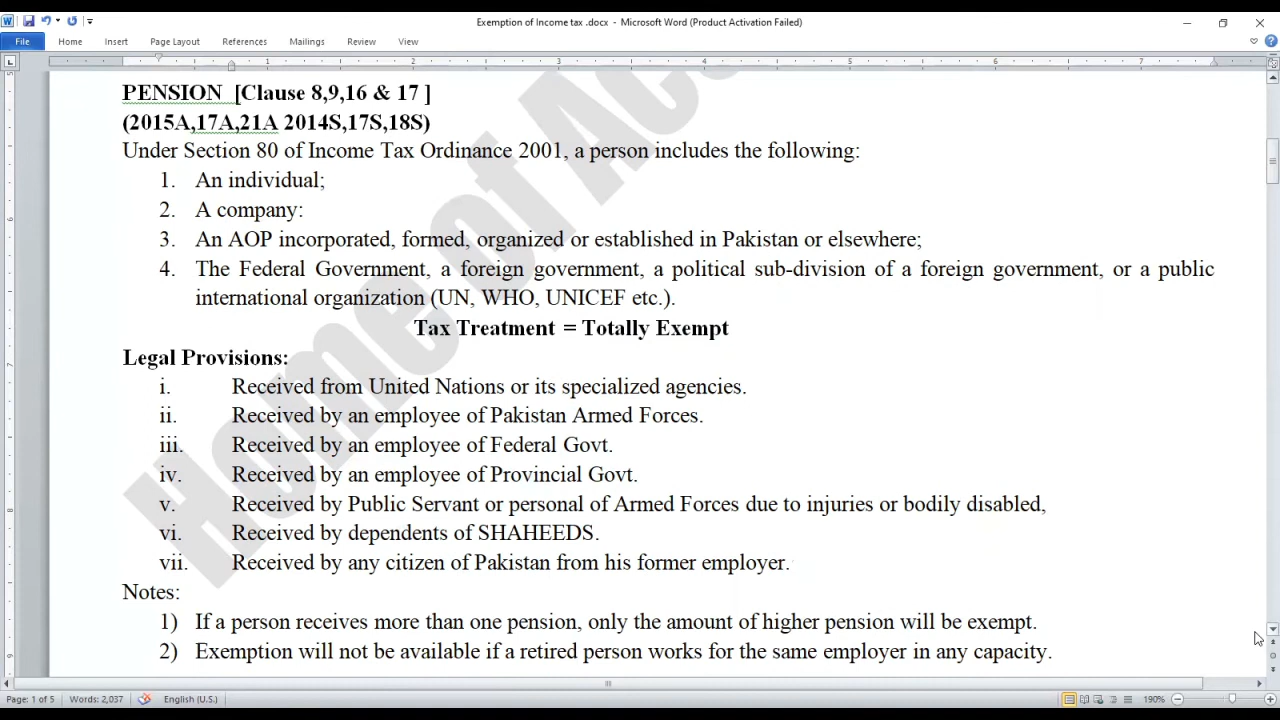 Exemption of Income tax .docx - Microsoft Word (Product Activation Failed)
File Home Insert Page Layout References Mailings Review View
1 2 3 4 5 6 7
PENSION [Clause 8,9,16 & 17 ]
(2015A,17A,21A 2014S,17S,18S)
Under Section 80 of Income Tax Ordinance 2001, a person includes the following:
1. An individual;
2. A company:
3. An AOP incorporated, formed, organized or established in Pakistan or elsewhere;
4. The Federal Government, a foreign government, a political sub-division of a foreign government, or a public
international organization (UN, WHO, UNICEF etc.).
Tax Treatment = Totally Exempt
Legal Provisions:
i. Received from United Nations or its specialized agencies.
ii. Received by an employee of Pakistan Armed Forces.
iii. Received by an employee of Federal Govt.
iv. Received by an employee of Provincial Govt.
v. Received by Public Servant or personal of Armed Forces due to injuries or bodily disabled,
vi. Received by dependents of SHAHEEDS.
vii. Received by any citizen of Pakistan from his former employer.
Notes:
1) If a person receives more than one pension, only the amount of higher pension will be exempt.
2) Exemption will not be available if a retired person works for the same employer in any capacity.
Home of Ac
Page: 1 of 5 Words: 2,037 English (U.S.) 190%